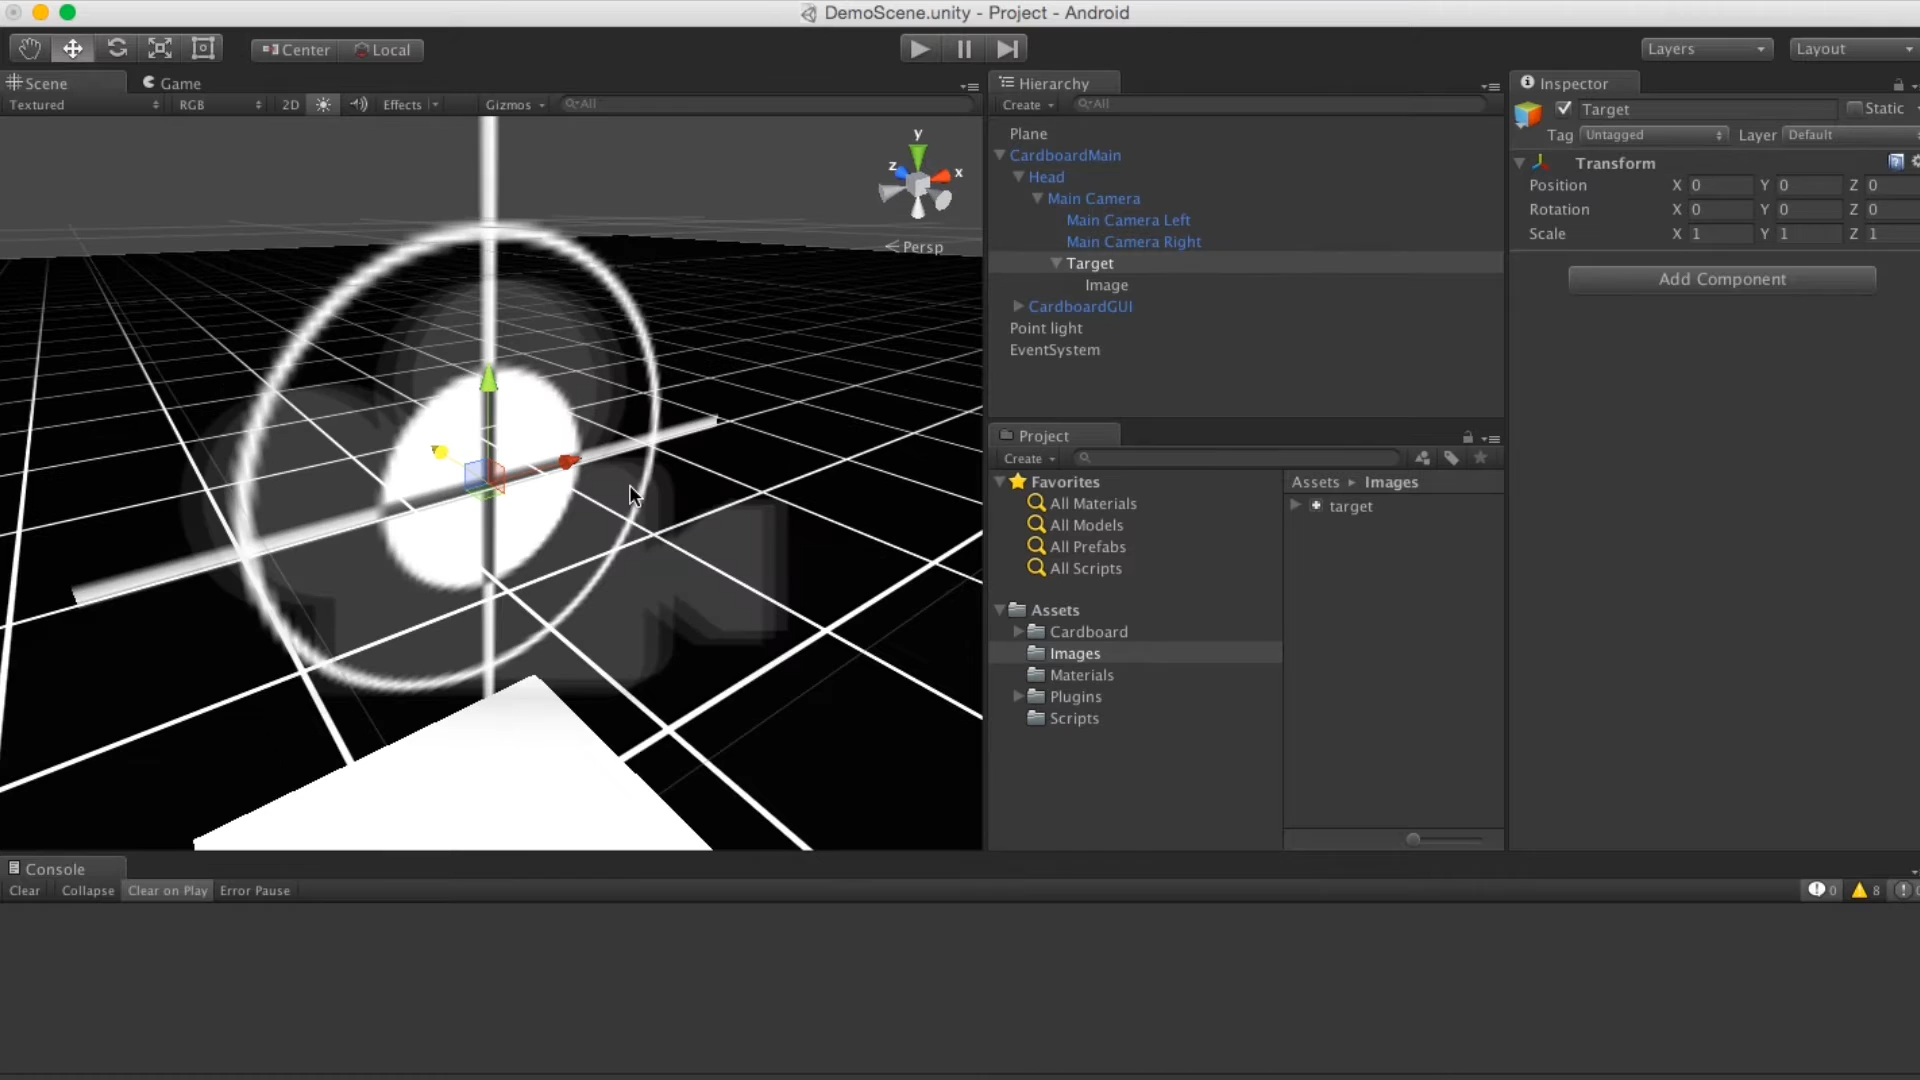 DemoScene.unity - Project - Android
Center Local
Layers Layout
Scene Game
Textured RGB 2D Effects Gizmos All
y
z x
Persp
Hierarchy
Create All
Plane
CardboardMain
Head
Main Camera
Main Camera Left
Main Camera Right
Target
Image
CardboardGUI
Point light
EventSystem
Project
Create
Favorites
All Materials
All Models
All Prefabs
All Scripts
Assets
Cardboard
Images
Materials
Plugins
Scripts
Assets Images
target
Inspector
Target Static
Tag Untagged Layer Default
Transform
Position X 0 Y 0 Z 0
Rotation X 0 Y 0 Z 0
Scale X 1 Y 1 Z 1
Add Component
Console
Clear Collapse Clear on Play Error Pause
0 8